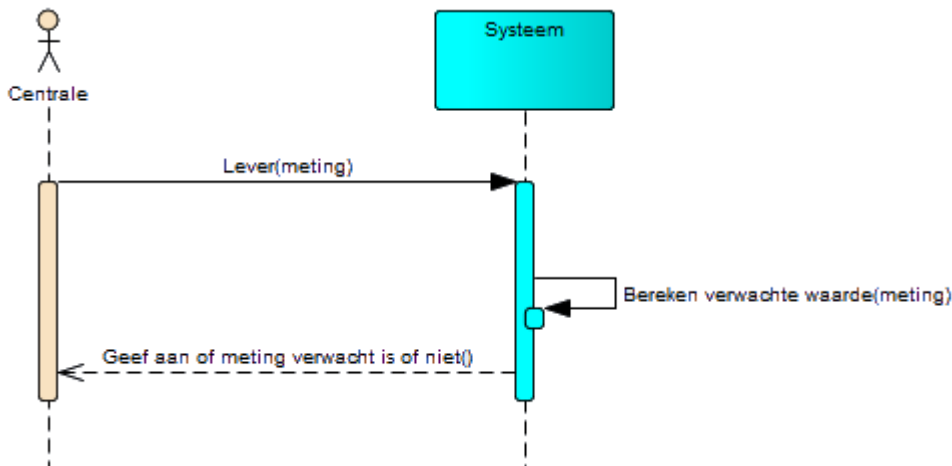 Systeem
Centrale
Lever(meting)
Bereken verwachte waarde(meting)
Geef aan of meting verwacht is of niet()